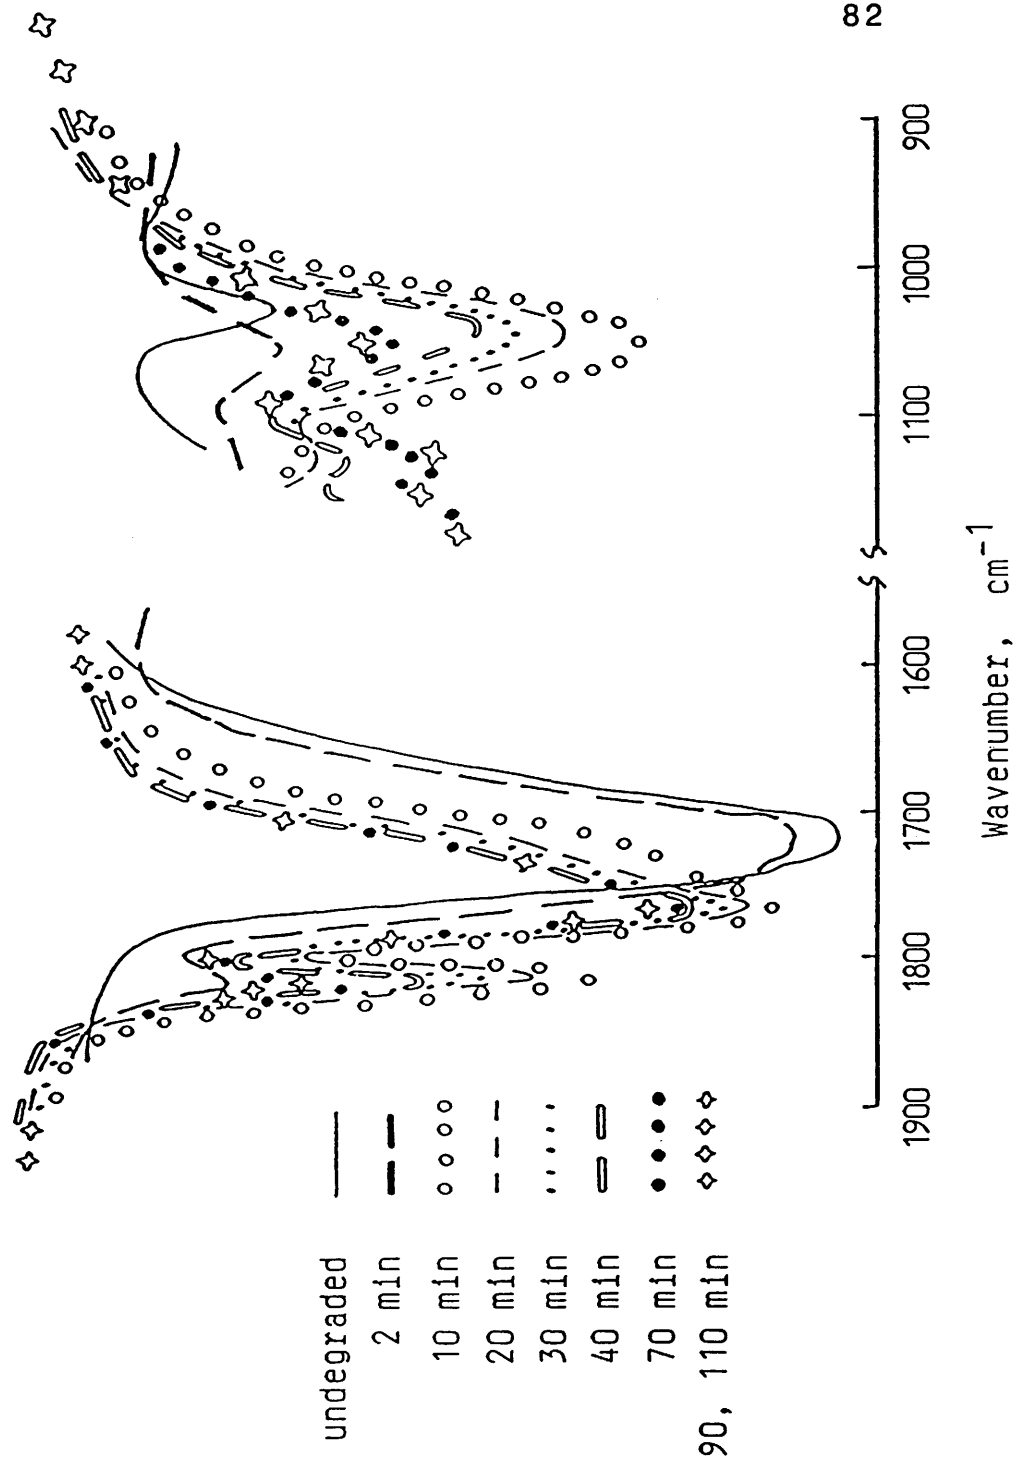 82
1900 1800 1700 1600 1100 1000 900
Wavenumber, cm-1
undegraded
2 min
10 min
20 min
30 min
40 min
70 min
90, 110 min